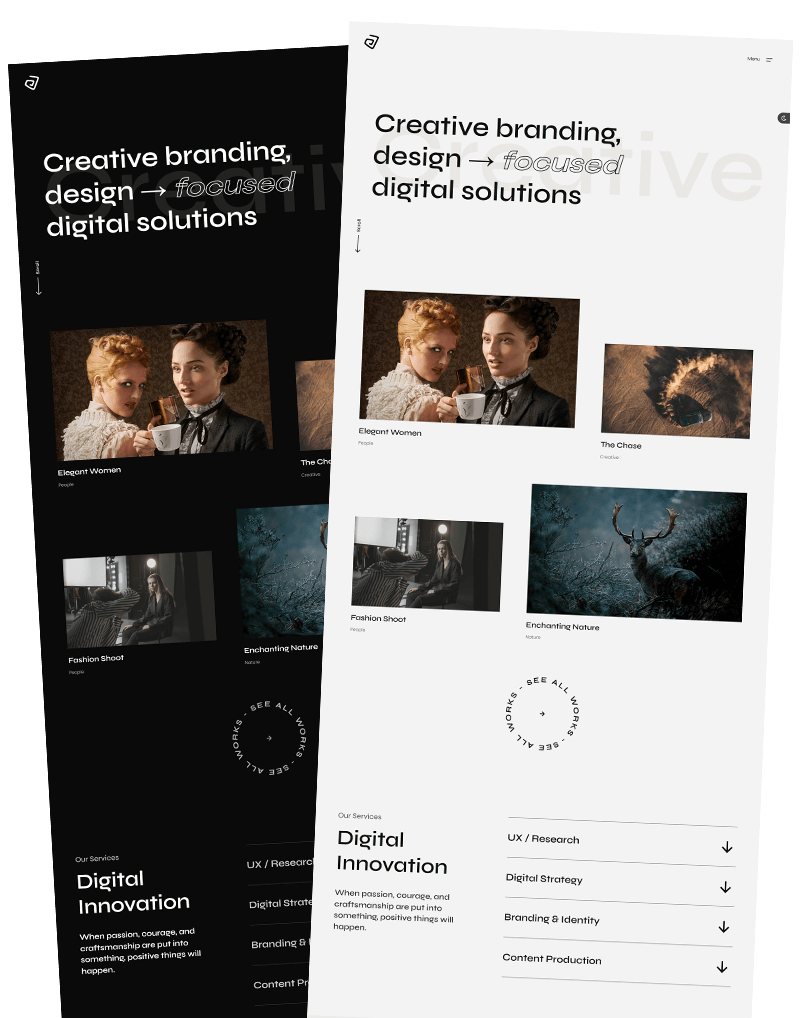 Creative
Creative branding,
design → focused
digital solutions
Scroll
Elegant Women
People
The Cha
Creative
Fashion Shoot
People
Enchanting Nature
Nature
SEE ALL WORKS - SEE ALL WORKS -
Our Services
Digital
Innovation
When passion, courage, and
craftsmanship are put into
something, positive things will
happen.
UX / Research
Digital Strate
Branding &
Content Pr
Menu
Creative
Creative branding,
design → focused
digital solutions
Scroll
Elegant Women
People
The Chase
Creative
Fashion Shoot
People
Enchanting Nature
Nature
SEE ALL WORKS - SEE ALL WORKS -
Our Services
Digital
Innovation
When passion, courage, and
craftsmanship are put into
something, positive things will
happen.
UX / Research
Digital Strategy
Branding & Identity
Content Production